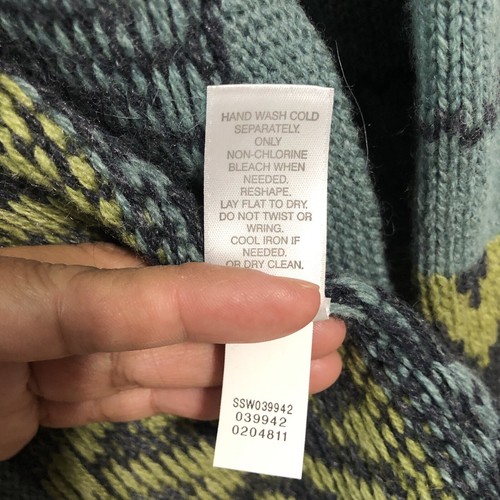 HAND WASH COLD
SEPARATELY.
ONLY
NON-CHLORINE
BLEACH WHEN
NEEDED.
RESHAPE.
LAY FLAT TO DRY.
DO NOT TWIST OR
WRING.
COOL IRON IF
NEEDED.
OR DRY CLEAN.
SSW039942
039942
0204811